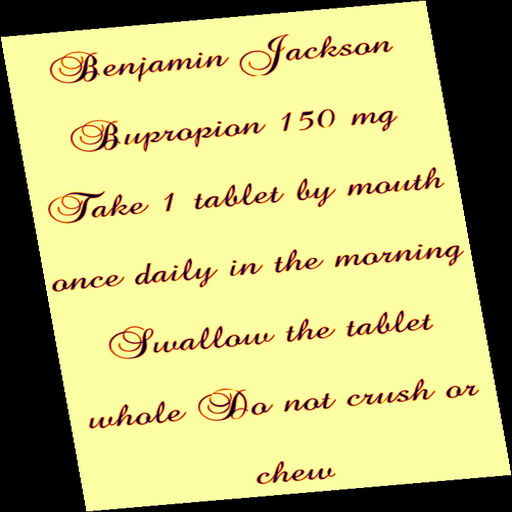 Benjamin Jackson
Bupropion 150 mg
Take 1 tablet by mouth
once daily in the morning
Swallow the tablet
whole Do not crush or
chew